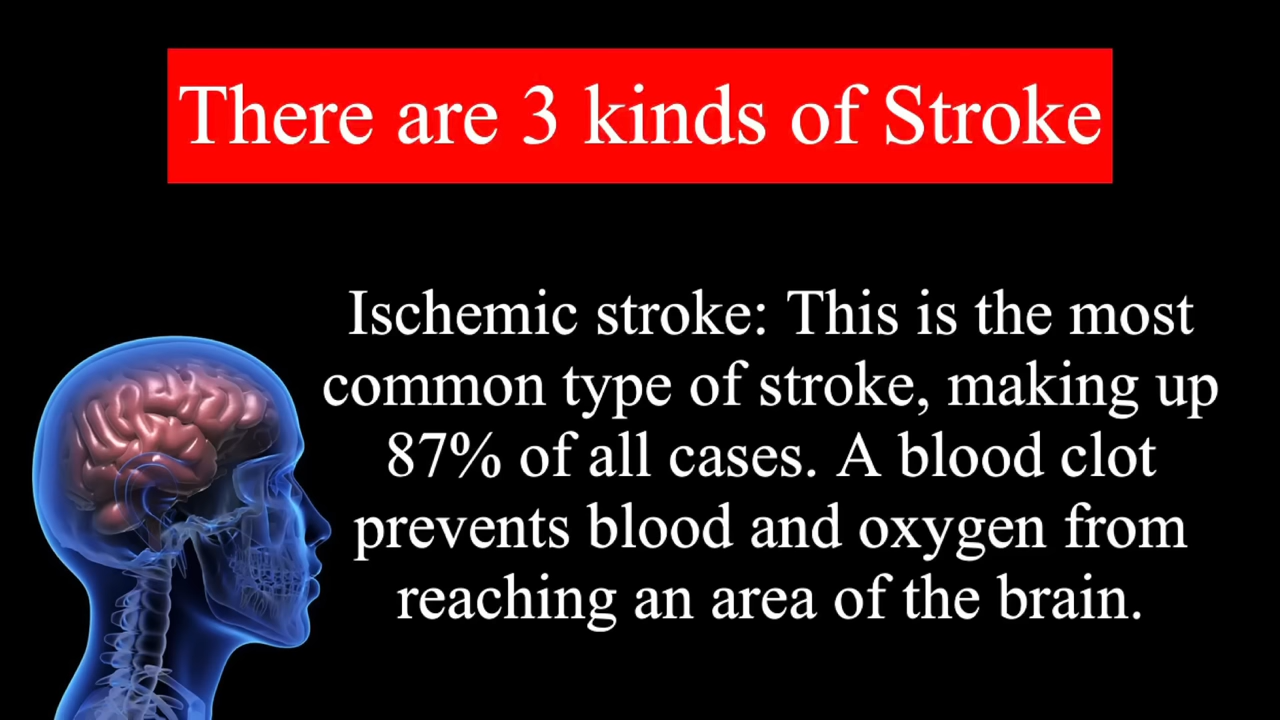 There are 3 kinds of Stroke
Ischemic stroke: This is the most
common type of stroke, making up
87% of all cases. A blood clot
prevents blood and oxygen from
reaching an area of the brain.